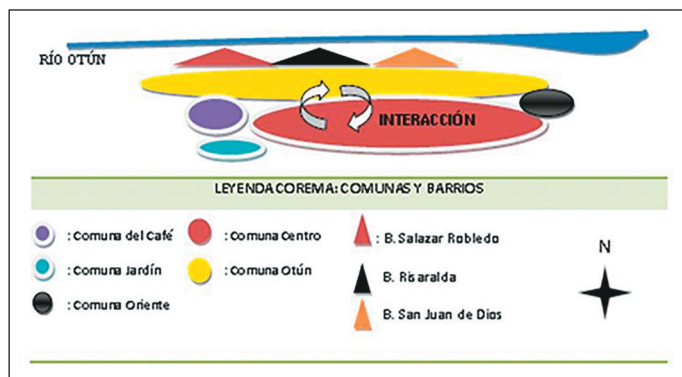 RÍO OTÚN
INTERACCIÓN
LEYENDA COREMA: COMUNAS Y BARRIOS
: Comuna del Café
: Comuna Centro
: B. Salazar Robledo
N
: Comuna Jardín
: Comuna Otún
B. Risaralda
: Comuna Oriente
B. San Juan de Dios